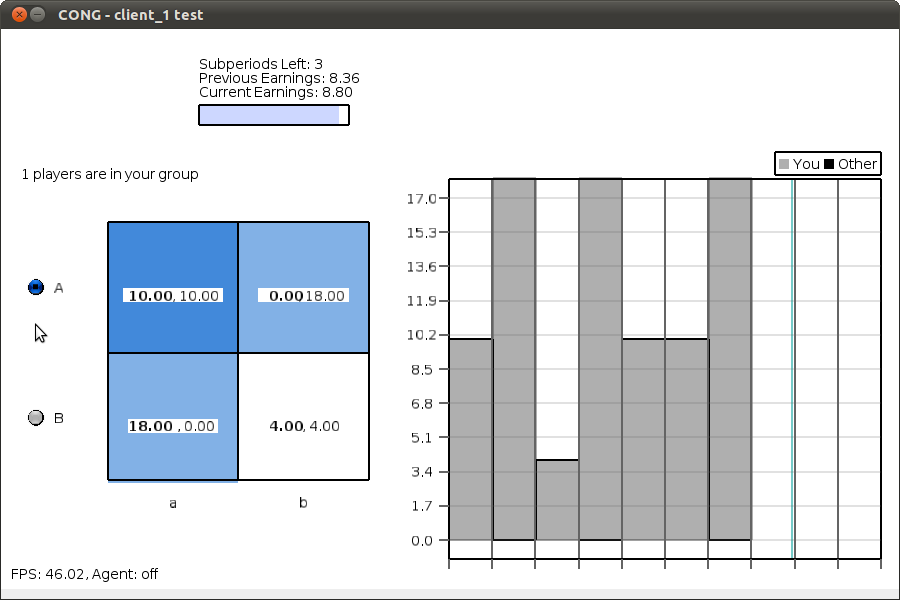 CONG - client_1 test
Subperiods Left: 3
Previous Earnings: 8.36
Current Earnings: 8.80
You Other
1 players are in your group
17.0
15.3
13.6
11.9
10.2
8.5
6.8
5.1
3.4
1.7
0.0
A
10.00, 10.00
0.00 18.00
B
18.00 , 0.00
4.00, 4.00
a
b
FPS: 46.02, Agent: off